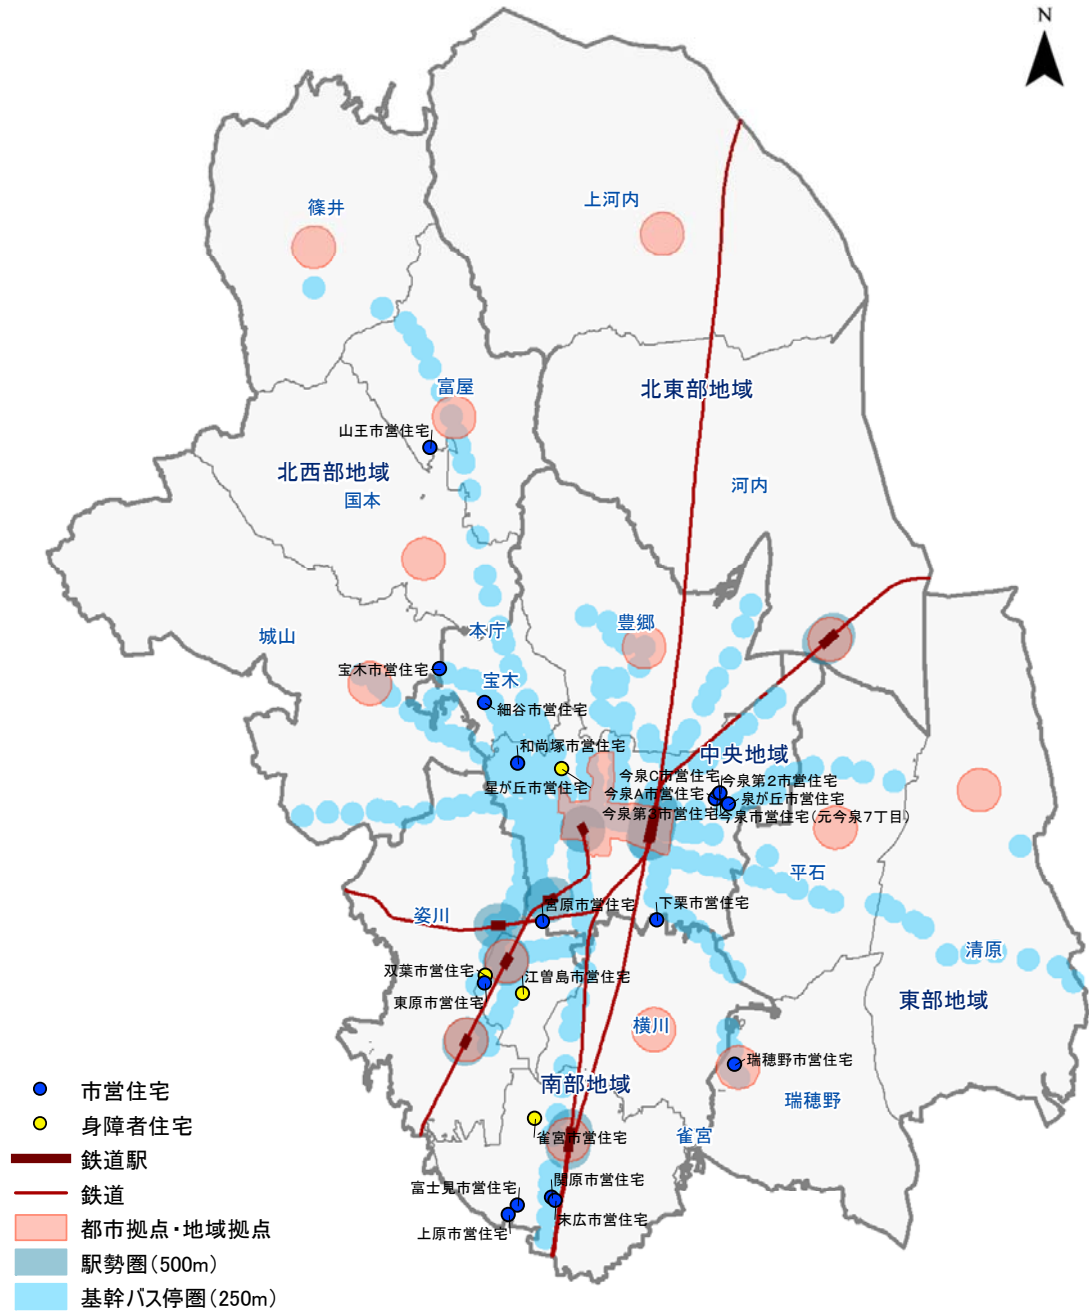 N
上河内
篠井
富屋
北東部地域
山王市営住宅
北西部地域
国本
河内
豊郷
本庁
城山
宝木市営住宅
宝木
細谷市営住宅
和尚塚市営住宅
中央地域
星が丘市営住宅
今泉C市営住宅
今泉第2市営住宅
今泉A市営住宅
泉が丘市営住宅
今泉第3市営住宅
今泉市営住宅(元今泉7丁目)
平石
宮原市営住宅
下栗市営住宅
姿川
清原
双葉市営住宅
江曽島市営住宅
東原市営住宅
東部地域
横川
瑞穂野市営住宅
南部地域
瑞穂野
雀宮市営住宅
雀宮
富士見市営住宅
関原市営住宅
末広市営住宅
上原市営住宅
市営住宅
身障者住宅
鉄道駅
鉄道
都市拠点・地域拠点
駅勢圏(500m)
基幹バス停圏(250m)